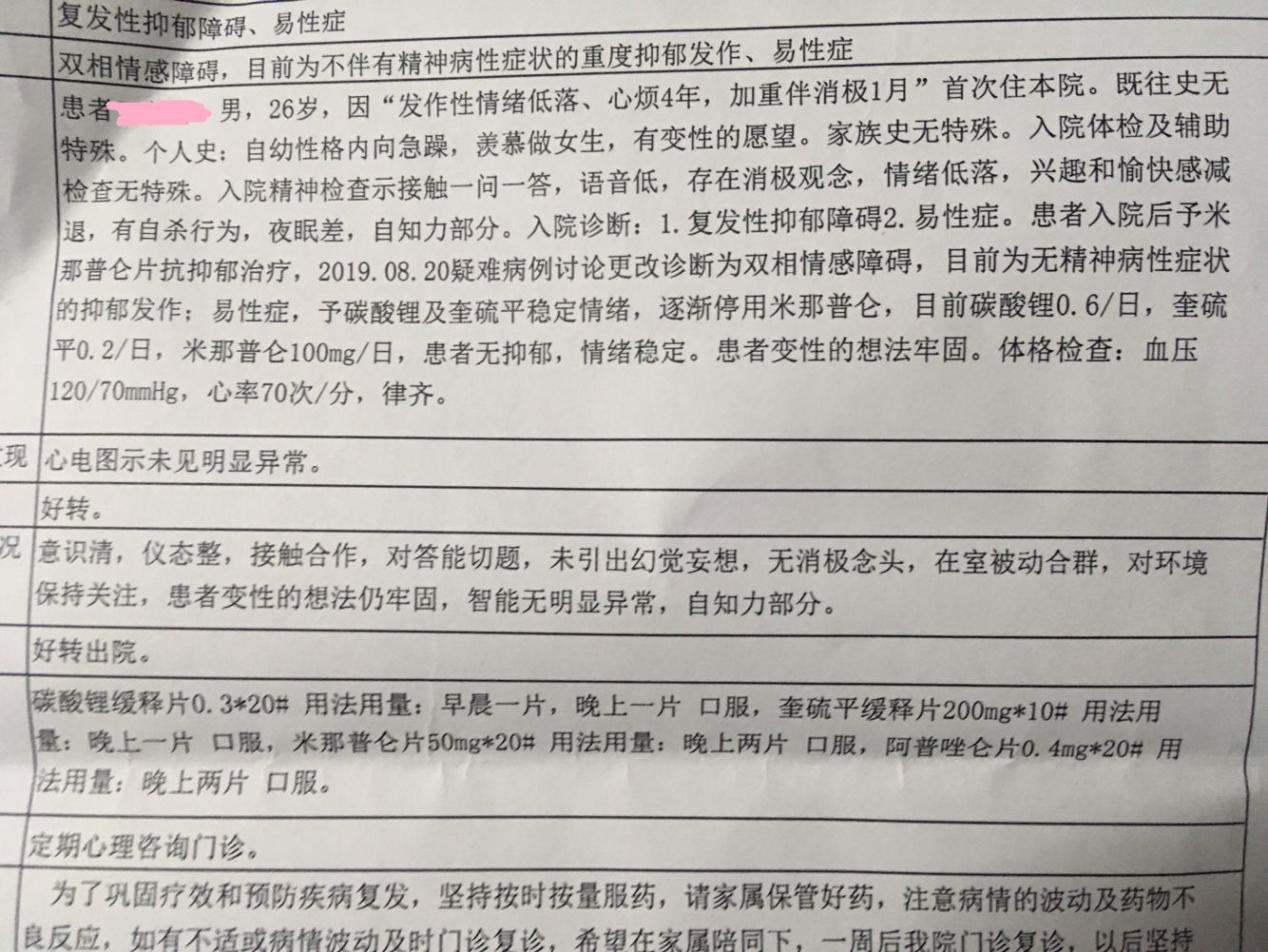 复发性抑郁障碍、易性症
双相情感障碍，目前为不伴有精神病性症状的重度抑郁发作、易性症
患者 男，26岁，因“发作性情绪低落、心烦4年，加重伴消极1月”首次住本院。既往史无
特殊。个人史：自幼性格内向急躁，羡慕做女生，有变性的愿望。家族史无特殊。入院体检及辅助
检查无特殊。入院精神检查示接触一问一答，语音低，存在消极观念，情绪低落，兴趣和愉快感减
退，有自杀行为，夜眠差，自知力部分。入院诊断：1.复发性抑郁障碍2.易性症。患者入院后予米
那普仑片抗抑郁治疗，2019.08.20疑难病例讨论更改诊断为双相情感障碍，目前为无精神病性症状
的抑郁发作；易性症，予碳酸锂及奎硫平稳定情绪，逐渐停用米那普仑，目前碳酸锂0.6/日，奎硫
平0.2/日，米那普仑100mg/日，患者无抑郁，情绪稳定。患者变性的想法牢固。体格检查：血压
120/70mmHg，心率70次/分，律齐。
现 心电图示未见明显异常。
好转。
况 意识清，仪态整，接触合作，对答能切题，未引出幻觉妄想，无消极念头，在室被动合群，对环境
保持关注，患者变性的想法仍牢固，智能无明显异常，自知力部分。
好转出院。
碳酸锂缓释片0.3*20# 用法用量：早晨一片，晚上一片 口服，奎硫平缓释片200mg*10# 用法用
量：晚上一片 口服，米那普仑片50mg*20# 用法用量：晚上两片 口服，阿普唑仑片0.4mg*20# 用
法用量：晚上两片 口服。
定期心理咨询门诊。
为了巩固疗效和预防疾病复发，坚持按时按量服药，请家属保管好药，注意病情的波动及药物不
良反应，如有不适或病情波动及时门诊复诊，希望在家属陪同下，一周后我院门诊复诊，以后坚持